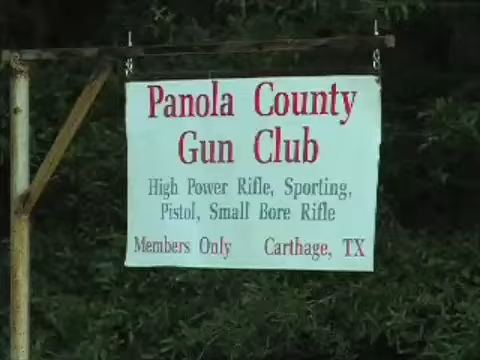 Panola County
Gun Club
High Power Rifle, Sporting,
Pistol, Small Bore Rifle
Members Only Carthage, TX